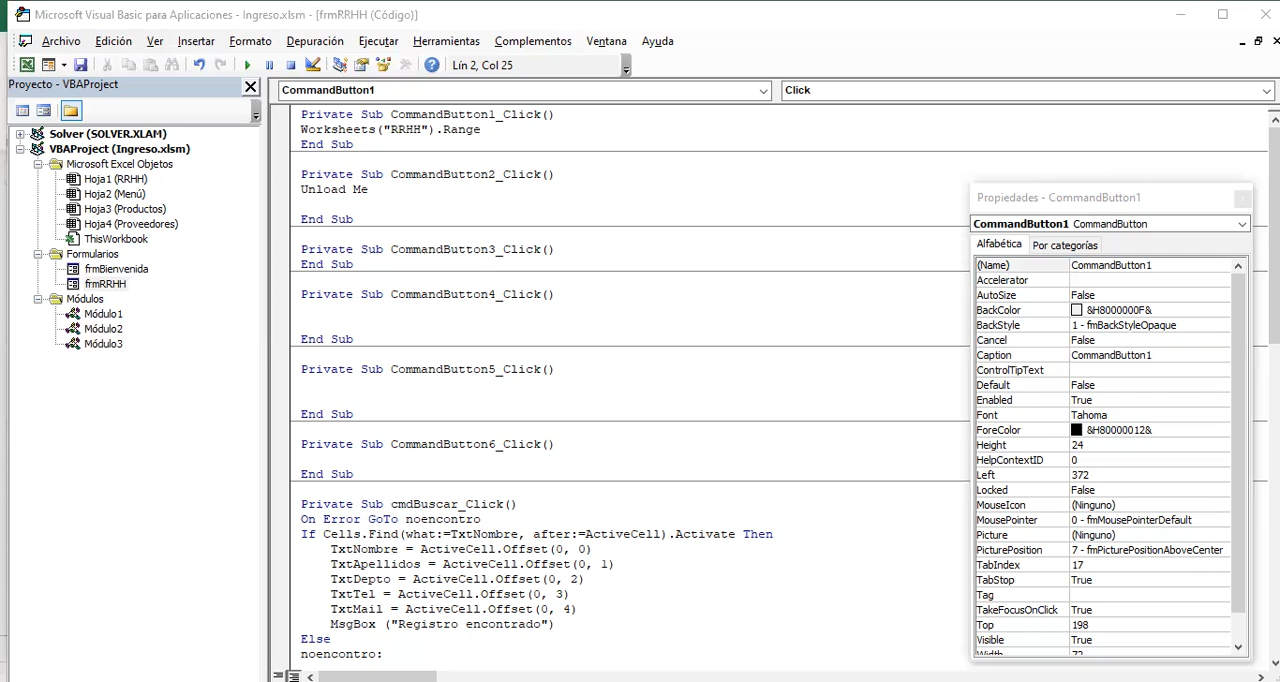 Microsoft Visual Basic para Aplicaciones - Ingreso.xlsm - [frmRRHH (Código)]
Archivo Edición Ver Insertar Formato Depuración Ejecutar Herramientas Complementos Ventana Ayuda
Lín 2, Col 25
Proyecto - VBAProject
Solver (SOLVER.XLAM)
VBAProject (Ingreso.xlsm)
Microsoft Excel Objetos
Hoja1 (RRHH)
Hoja2 (Menú)
Hoja3 (Productos)
Hoja4 (Proveedores)
ThisWorkbook
Formularios
frmBienvenida
frmRRHH
Módulos
Módulo1
Módulo2
Módulo3
CommandButton1 Click
Private Sub CommandButton1_Click()
Worksheets("RRHH").Range
End Sub
Private Sub CommandButton2_Click()
Unload Me
End Sub
Private Sub CommandButton3_Click()
End Sub
Private Sub CommandButton4_Click()
End Sub
Private Sub CommandButton5_Click()
End Sub
Private Sub CommandButton6_Click()
End Sub
Private Sub cmdBuscar_Click()
On Error GoTo noencontro
If Cells.Find(what:=TxtNombre, after:=ActiveCell).Activate Then
TxtNombre = ActiveCell.Offset(0, 0)
TxtApellidos = ActiveCell.Offset(0, 1)
TxtDepto = ActiveCell.Offset(0, 2)
TxtTel = ActiveCell.Offset(0, 3)
TxtMail = ActiveCell.Offset(0, 4)
MsgBox ("Registro encontrado")
Else
noencontro:
Propiedades - CommandButton1
CommandButton1 CommandButton
Alfabética Por categorías
(Name) CommandButton1
Accelerator
AutoSize False
BackColor &H8000000F&
BackStyle 1 - fmBackStyleOpaque
Cancel False
Caption CommandButton1
ControlTipText
Default False
Enabled True
Font Tahoma
ForeColor &H80000012&
Height 24
HelpContextID 0
Left 372
Locked False
MouseIcon (Ninguno)
MousePointer 0 - fmMousePointerDefault
Picture (Ninguno)
PicturePosition 7 - fmPicturePositionAboveCenter
TabIndex 17
TabStop True
Tag
TakeFocusOnClick True
Top 198
Visible True
Width 72